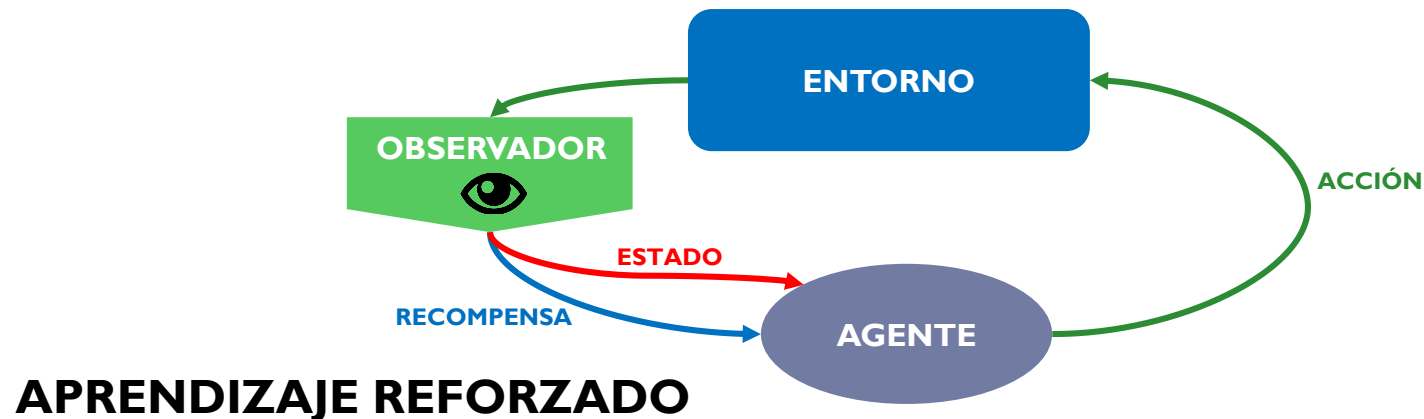 ENTORNO
OBSERVADOR
ACCIÓN
ESTADO
RECOMPENSA
AGENTE
APRENDIZAJE REFORZADO